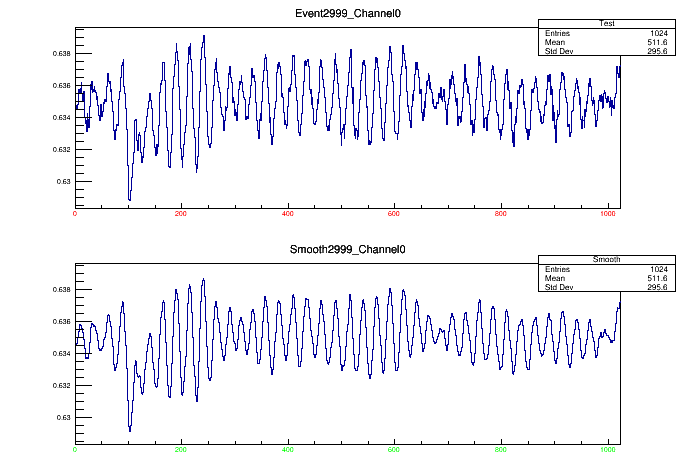 Event2999_Channel0
Test
Entries 1024
Mean 511.6
Std Dev 295.6
0.638
0.636
0.634
0.632
0.63
0 200 400 600 800 1000
Smooth2999_Channel0
Smooth
Entries 1024
Mean 511.6
Std Dev 295.6
0.638
0.636
0.634
0.632
0.63
0 200 400 600 800 1000